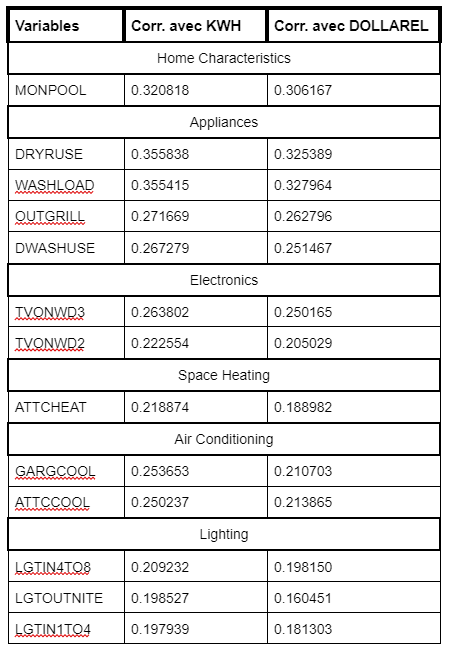 Variables Corr. avec KWH Corr. avec DOLLAREL
Home Characteristics
MONPOOL 0.320818 0.306167
Appliances
DRYRUSE 0.355838 0.325389
WASHLOAD 0.355415 0.327964
OUTGRILL 0.271669 0.262796
DWASHUSE 0.267279 0.251467
Electronics
TVONWD3 0.263802 0.250165
TVONWD2 0.222554 0.205029
Space Heating
ATTCHEAT 0.218874 0.188982
Air Conditioning
GARGCOOL 0.253653 0.210703
ATTCCOOL 0.250237 0.213865
Lighting
LGTIN4TO8 0.209232 0.198150
LGTOUTNITE 0.198527 0.160451
LGTIN1TO4 0.197939 0.181303